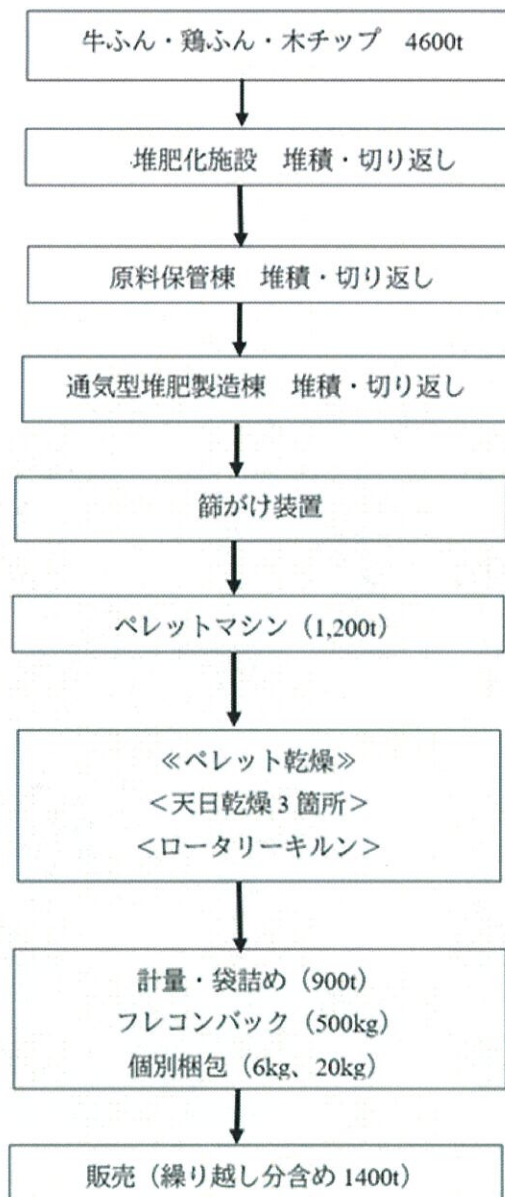 牛ふん・鶏ふん・木チップ　4600t
堆肥化施設　堆積・切り返し
原料保管棟　堆積・切り返し
通気型堆肥製造棟　堆積・切り返し
篩がけ装置
ペレットマシン（1,200t）
≪ペレット乾燥≫
＜天日乾燥 3 箇所＞
＜ロータリーキルン＞
計量・袋詰め（900t）
フレコンバック（500kg）
個別梱包（6kg、20kg）
販売（繰り越し分含め 1400t）